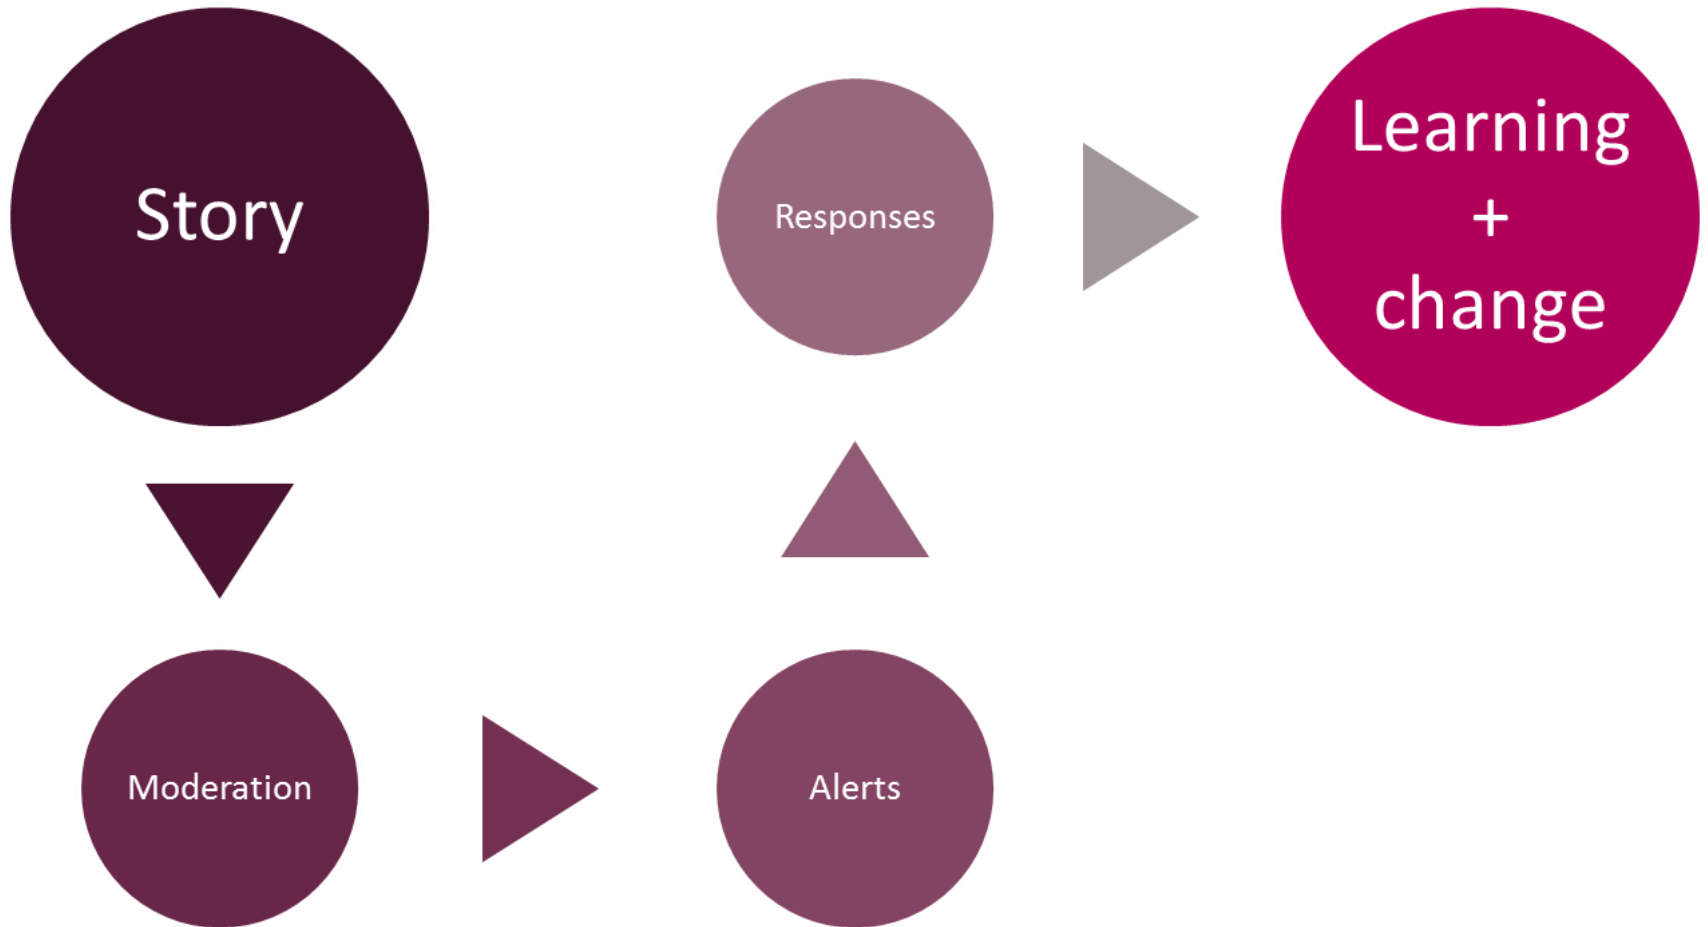 Story
Moderation
Alerts
Responses
Learning
+
change